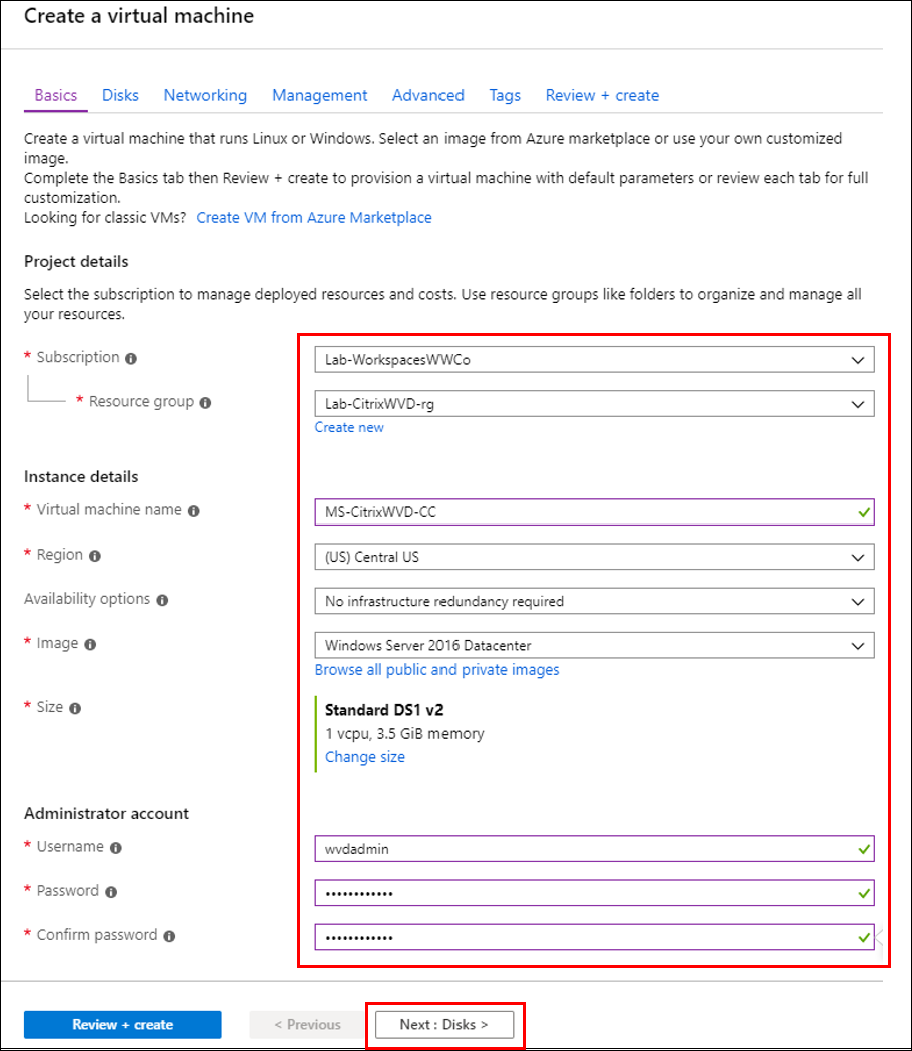 Create a virtual machine
Basics Disks Networking Management Advanced Tags Review + create
Create a virtual machine that runs Linux or Windows. Select an image from Azure marketplace or use your own customized
image.
Complete the Basics tab then Review + create to provision a virtual machine with default parameters or review each tab for full
customization.
Looking for classic VMs? Create VM from Azure Marketplace
Project details
Select the subscription to manage deployed resources and costs. Use resource groups like folders to organize and manage all
your resources.
* Subscription Lab-WorkspacesWWCo
* Resource group Lab-CitrixWVD-rg
Create new
Instance details
* Virtual machine name MS-CitrixWVD-CC
* Region (US) Central US
Availability options No infrastructure redundancy required
* Image Windows Server 2016 Datacenter
Browse all public and private images
* Size Standard DS1 v2
1 vcpu, 3.5 GiB memory
Change size
Administrator account
* Username wvdadmin
* Password ••••••••••••
* Confirm password ••••••••••••
Review + create < Previous Next : Disks >